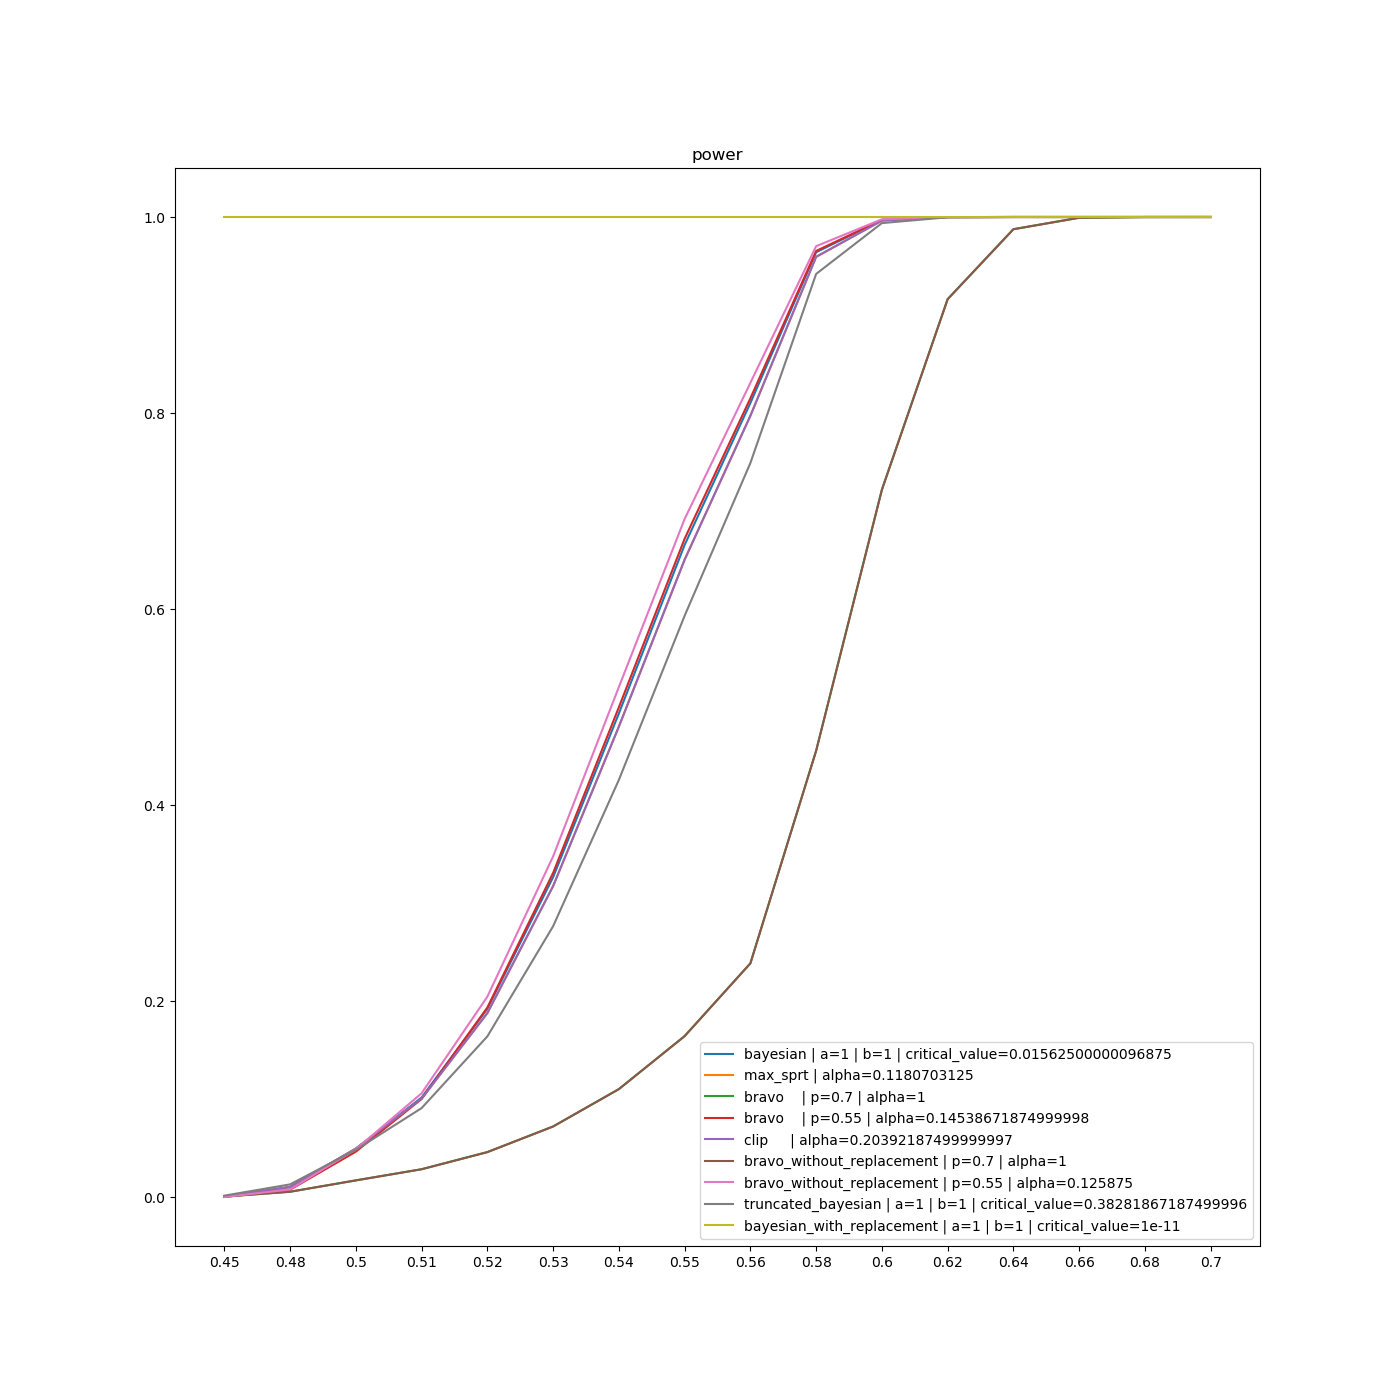 power
1.0
0.8
0.6
0.4
0.2
0.0
bayesian | a=1 | b=1 | critical_value=0.01562500000096875
max_sprt | alpha=0.1180703125
bravo    | p=0.7 | alpha=1
bravo    | p=0.55 | alpha=0.14538671874999998
clip     | alpha=0.20392187499999997
bravo_without_replacement | p=0.7 | alpha=1
bravo_without_replacement | p=0.55 | alpha=0.125875
truncated_bayesian | a=1 | b=1 | critical_value=0.38281867187499996
bayesian_with_replacement | a=1 | b=1 | critical_value=1e-11
0.45 0.48 0.5 0.51 0.52 0.53 0.54 0.55 0.56 0.58 0.6 0.62 0.64 0.66 0.68 0.7